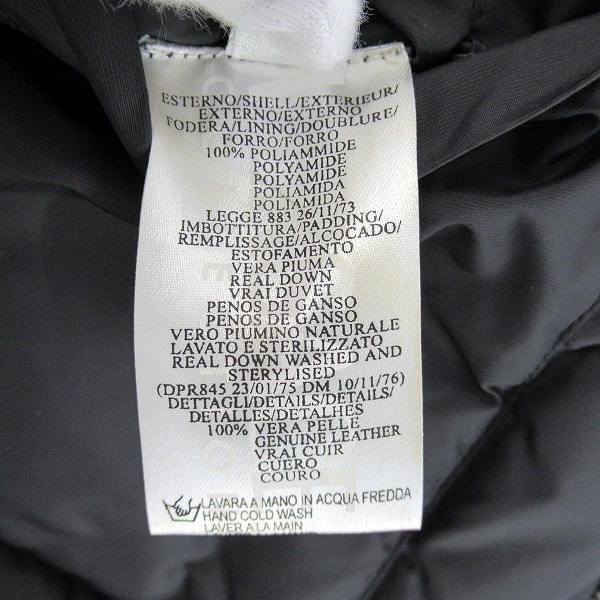 ESTERNO/SHELL/EXTERIEUR/
EXTERNO/EXTERNO
FODERA/LINING/DOUBLURE/
FORRO/FORRO
100% POLIAMMIDE
POLYAMIDE
POLYAMIDE
POLIAMIDA
POLIAMIDA
LEGGE 883 26/11/73
IMBOTTITURA/PADDING/
REMPLISSAGE/ALCOCADO/
ESTOFAMENTO
VERA PIUMA
REAL DOWN
VRAI DUVET
PENOS DE GANSO
PENOS DE GANSO
VERO PIUMINO NATURALE
LAVATO E STERILIZZATO
REAL DOWN WASHED AND
STERYLISED
(DPR845 23/01/75 DM 10/11/76)
DETTAGLI/DETAILS/DETAILS/
DETALLES/DETALHES
100% VERA PELLE
GENUINE LEATHER
VRAI CUIR
CUERO
COURO
LAVARA A MANO IN ACQUA FREDDA
HAND COLD WASH
LAVER A LA MAIN